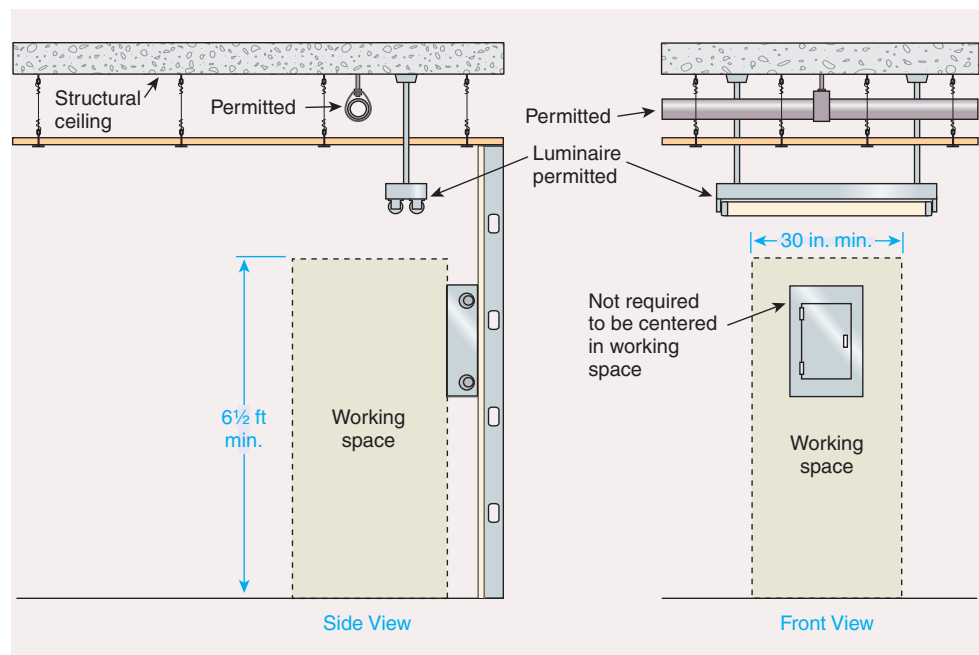 Structural
ceiling
Permitted
Permitted
Luminaire
permitted
30 in. min.
Not required
to be centered
in working
space
6½ ft
min.
Working
space
Working
space
Side View
Front View